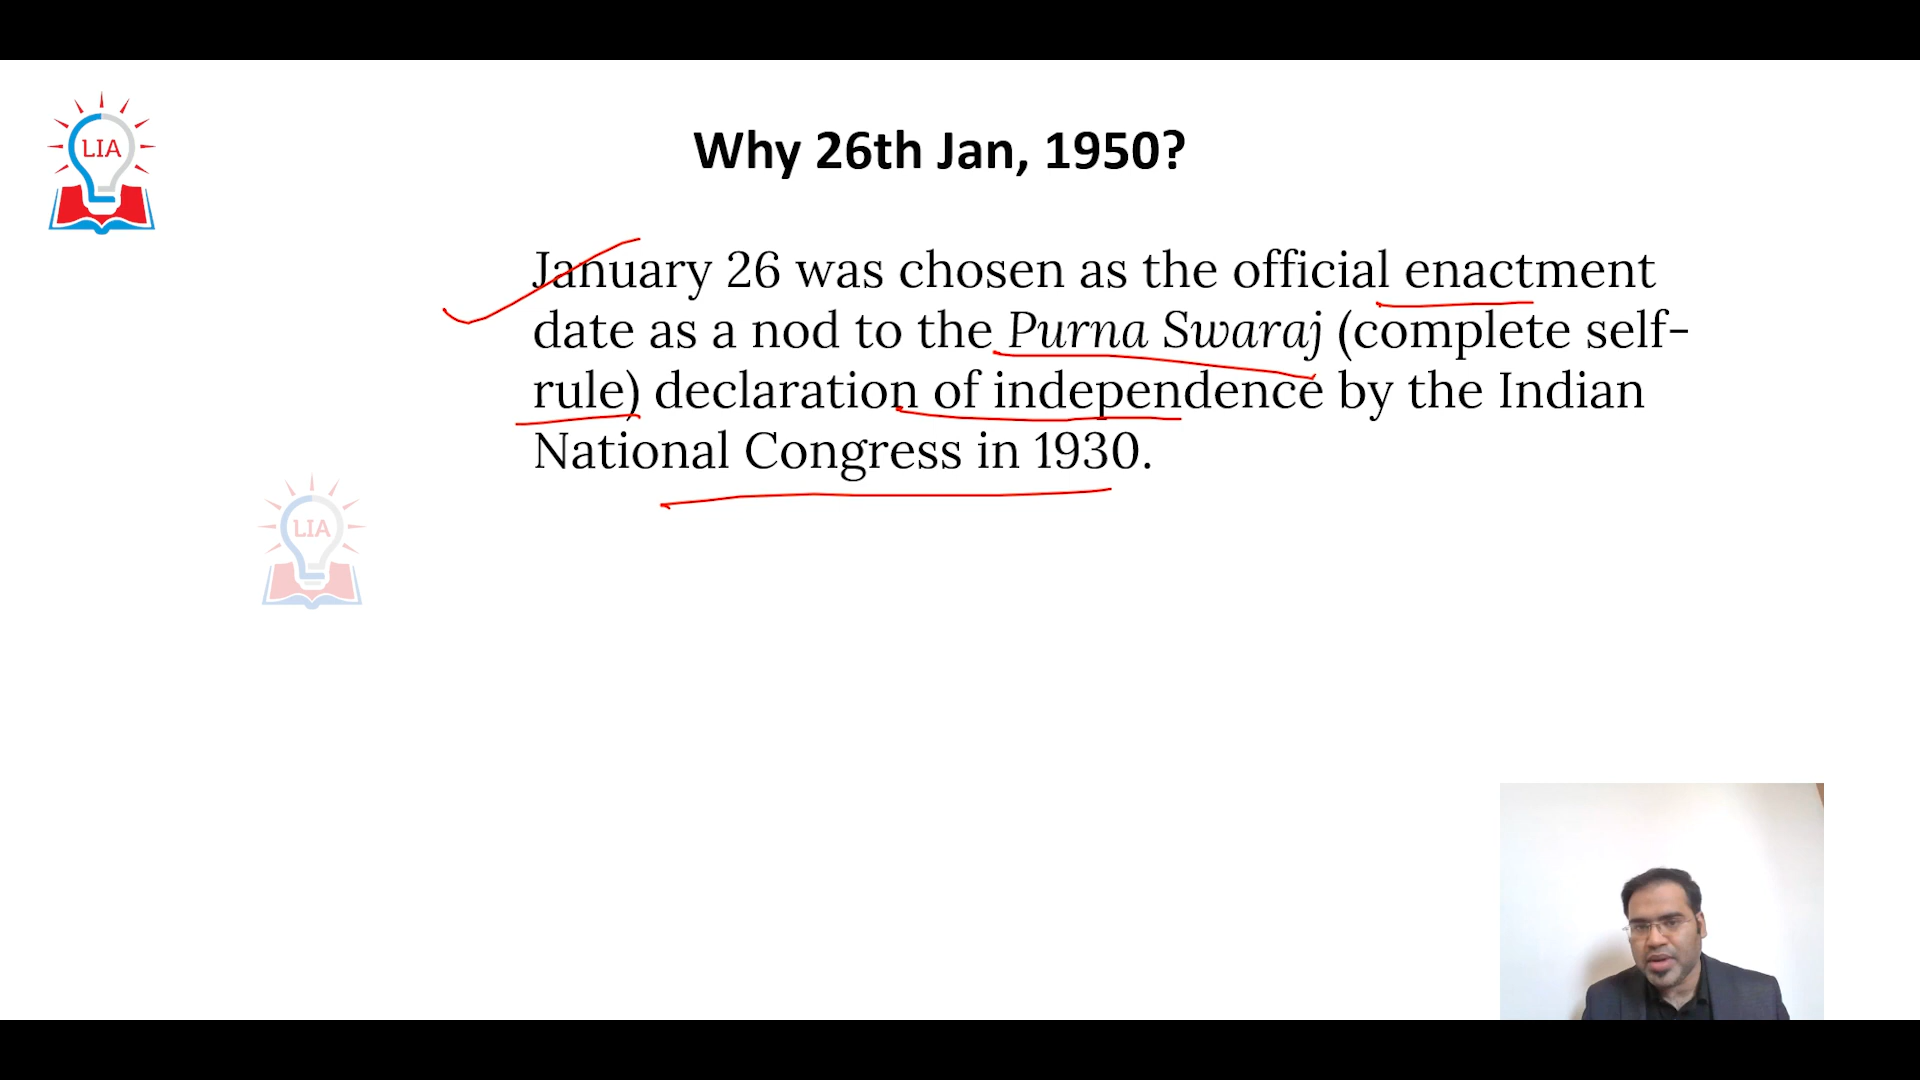 LIA
Why 26th Jan, 1950?
January 26 was chosen as the official enactment
date as a nod to the Purna Swaraj (complete self-
rule) declaration of independence by the Indian
National Congress in 1930.
LIA